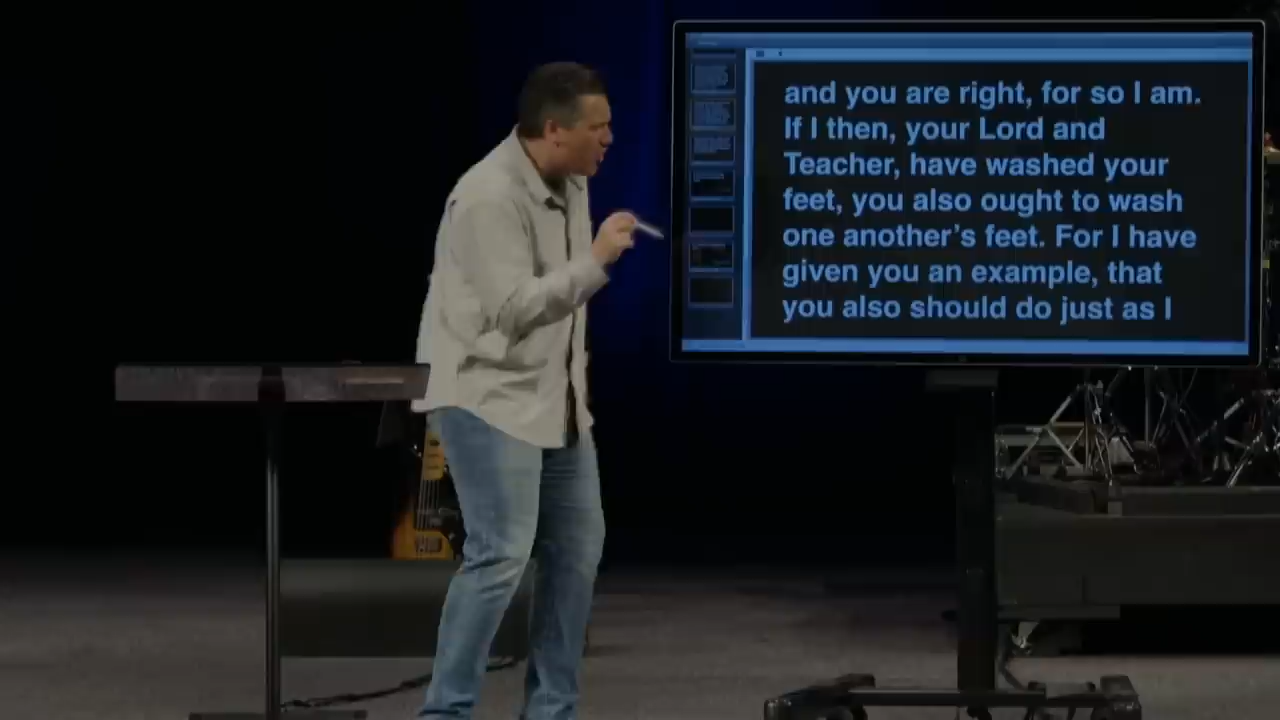 and you are right, for so I am.
If I then, your Lord and
Teacher, have washed your
feet, you also ought to wash
one another’s feet. For I have
given you an example, that
you also should do just as I